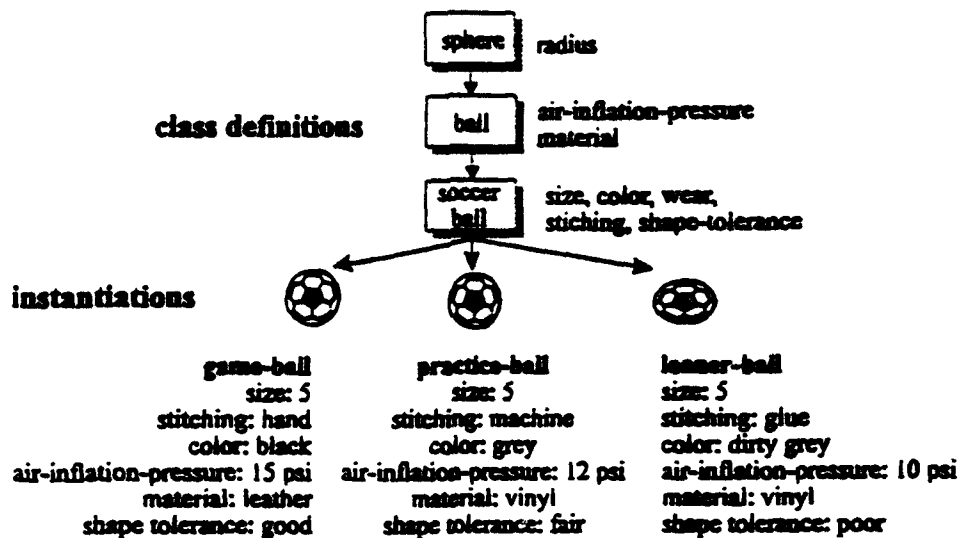 sphere
radius
class definitions
ball
air-inflation-pressure
material
soccer
ball
size, color, wear,
stiching, shape-tolerance
instantiations
game-ball
size: 5
stitching: hand
color: black
air-inflation-pressure: 15 psi
material: leather
shape tolerance: good
practice-ball
size: 5
stitching: machine
color: grey
air-inflation-pressure: 12 psi
material: vinyl
shape tolerance: fair
loaner-ball
size: 5
stitching: glue
color: dirty grey
air-inflation-pressure: 10 psi
material: vinyl
shape tolerance: poor